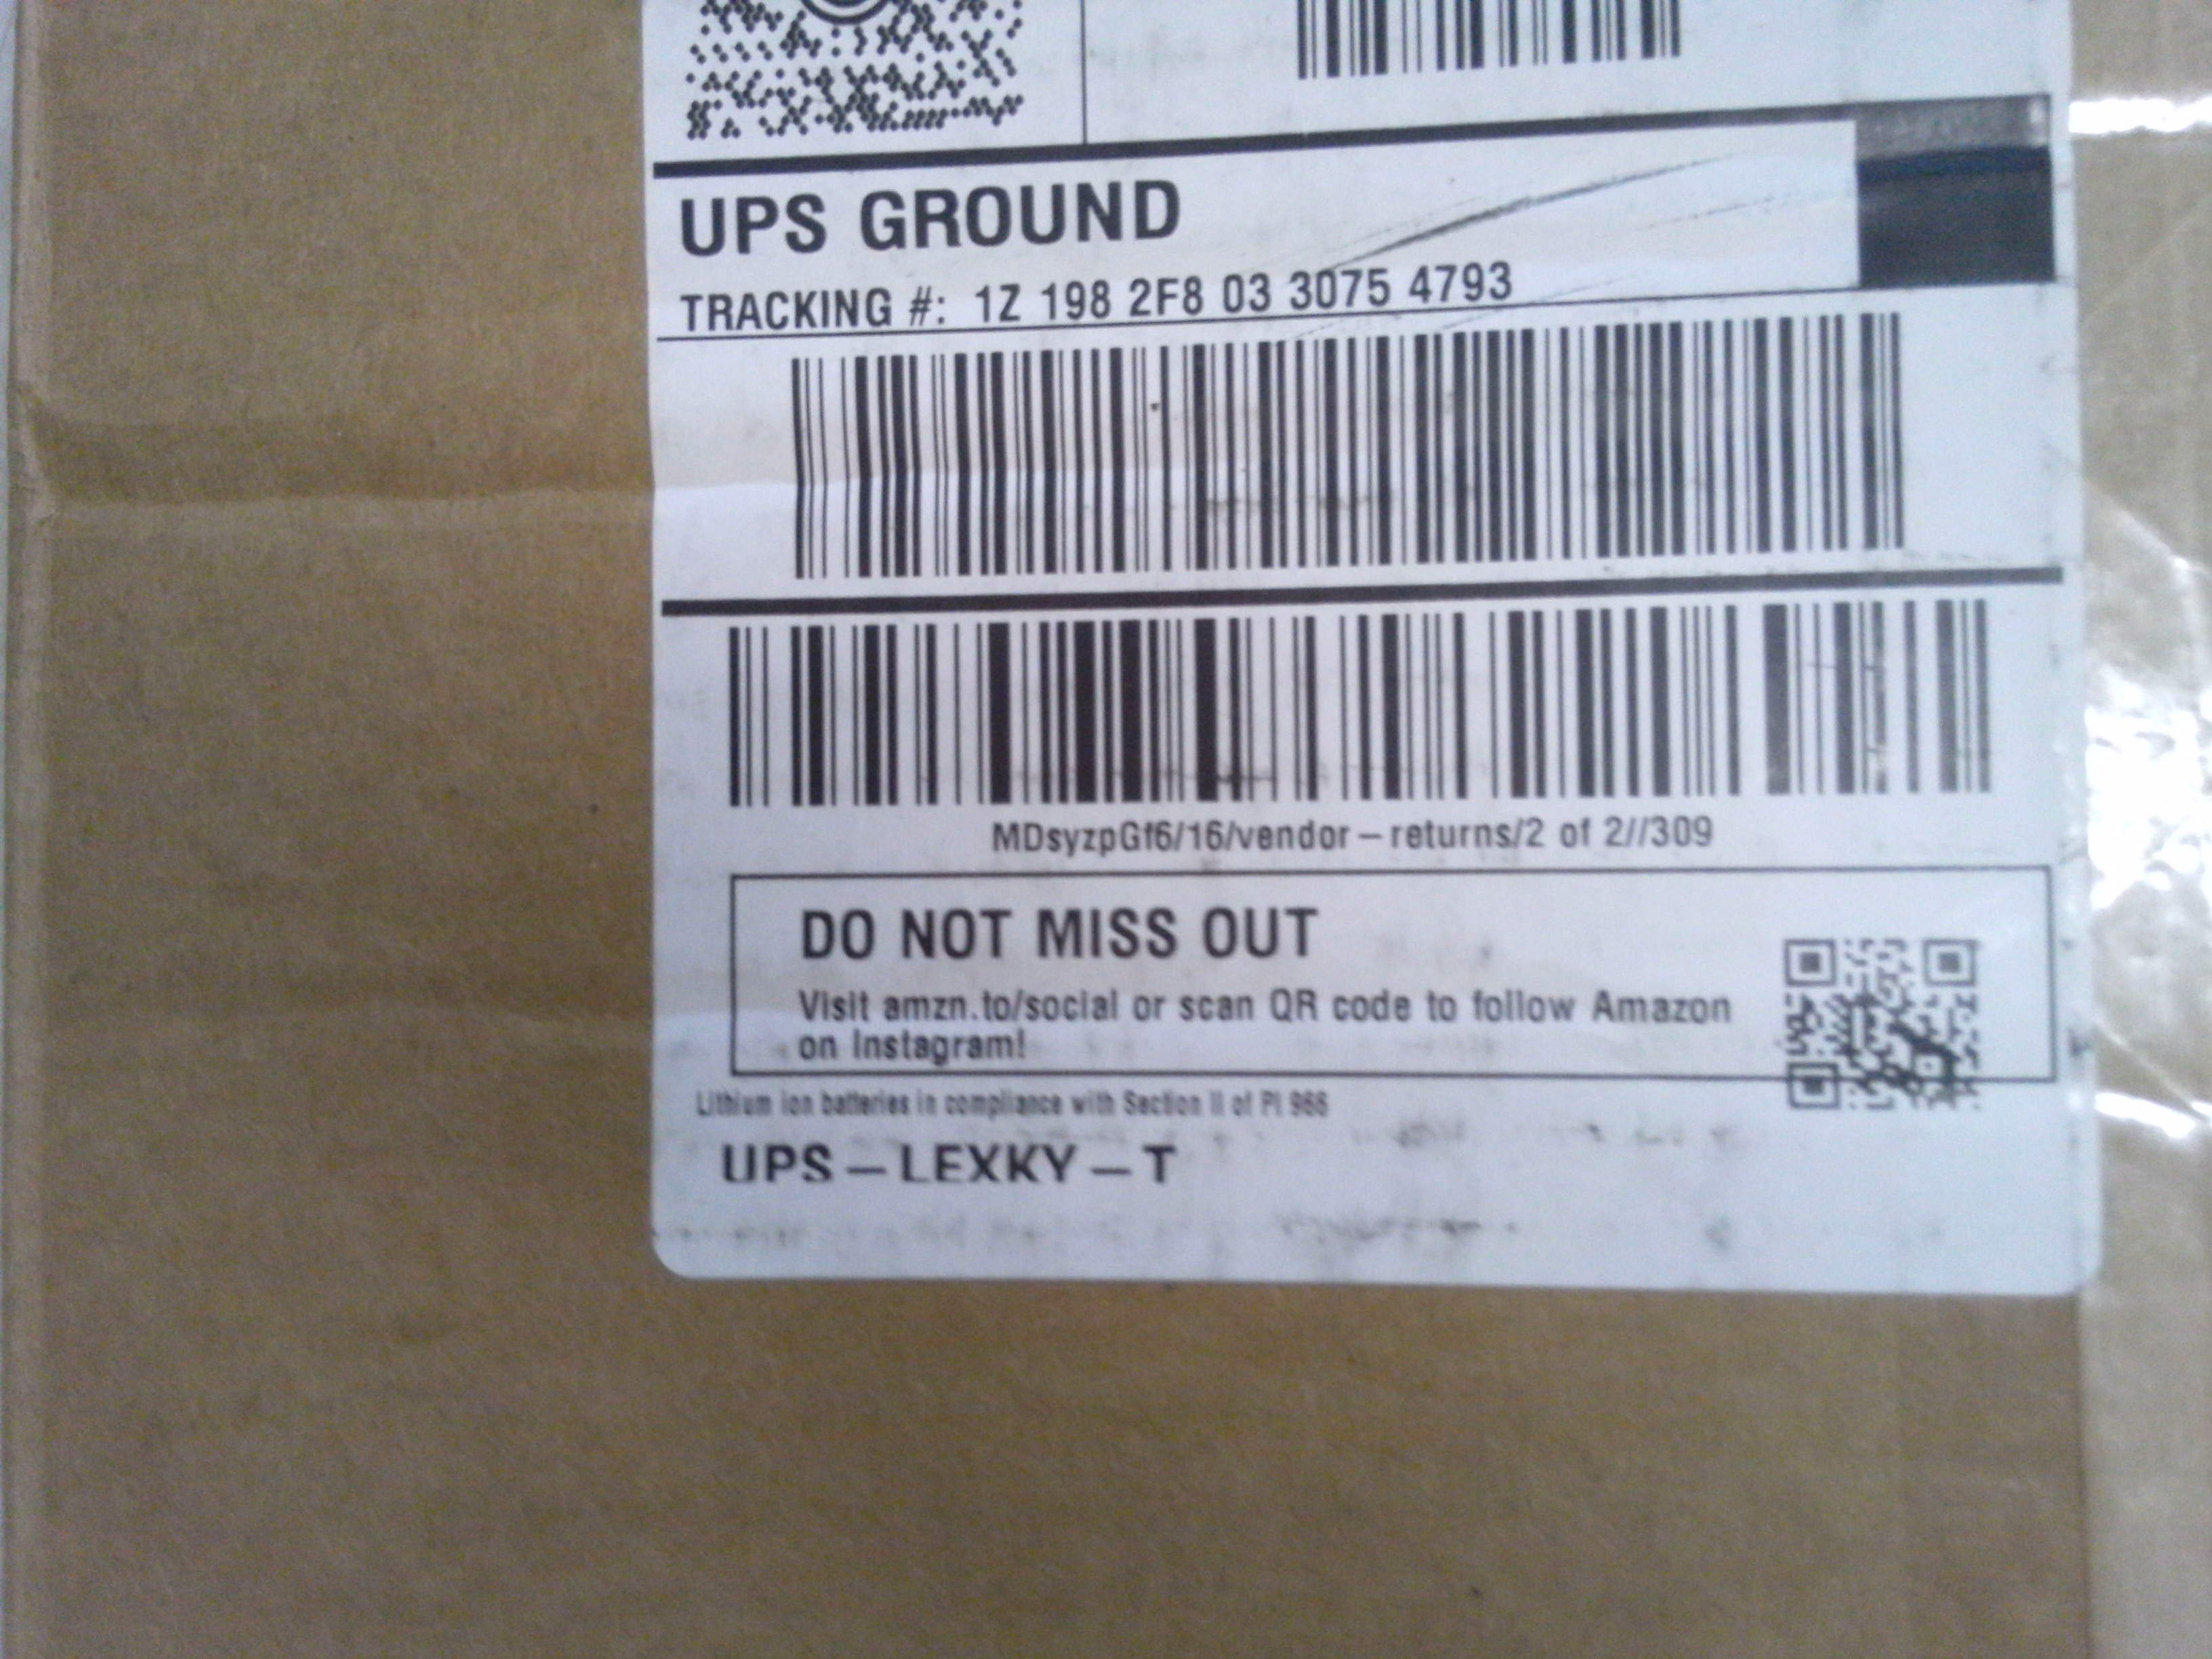 UPS GROUND
TRACKING #: 1Z 198 2F8 03 3075 4793
MDsyzpGf6/16/vendor-returns/2 of 2//309
DO NOT MISS OUT
Visit amzn.to/social or scan QR code to follow Amazon
on Instagram!
Lithium ion batteries in compliance with Section II of PI 966
UPS-LEXKY-T